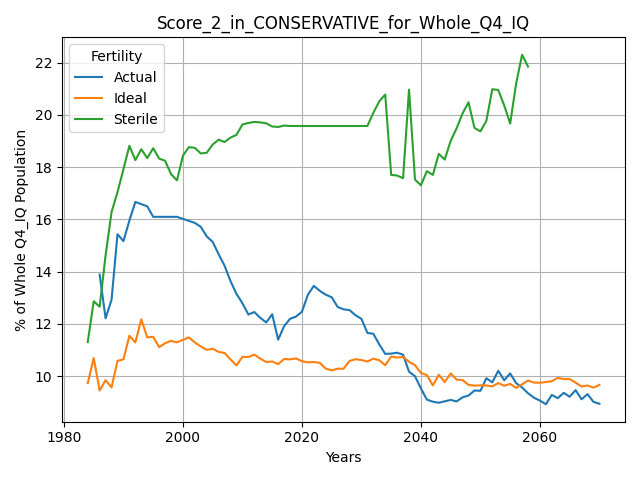 Score_2_in_CONSERVATIVE_for_Whole_Q4_IQ
Fertility
Actual
Ideal
Sterile
% of Whole Q4_IQ Population
22
20
18
16
14
12
10
1980
2000
2020
2040
2060
Years